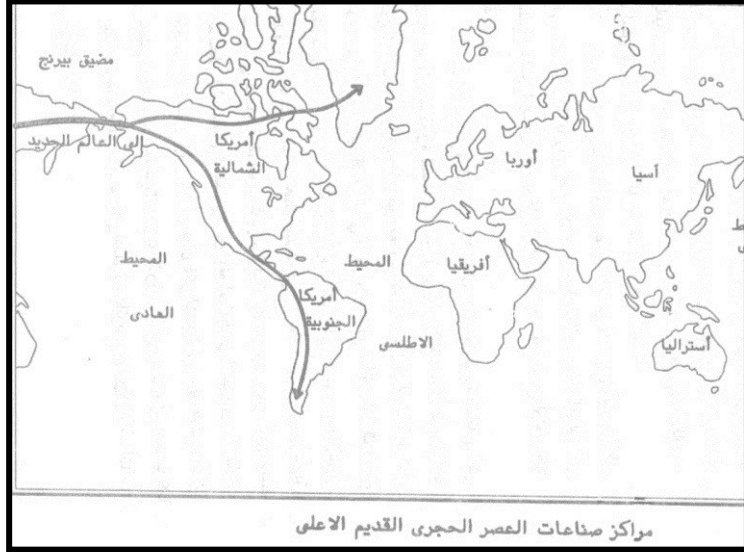 مضيق بيرنج
إلى العالم الجديد
أمريكا
الشمالية
أوربا
آسيا
المحيط
الهادى
المحيط
الاطلسى
أفريقيا
أمريكا
الجنوبية
أستراليا
مراكز صناعات العصر الحجرى القديم الاعلى